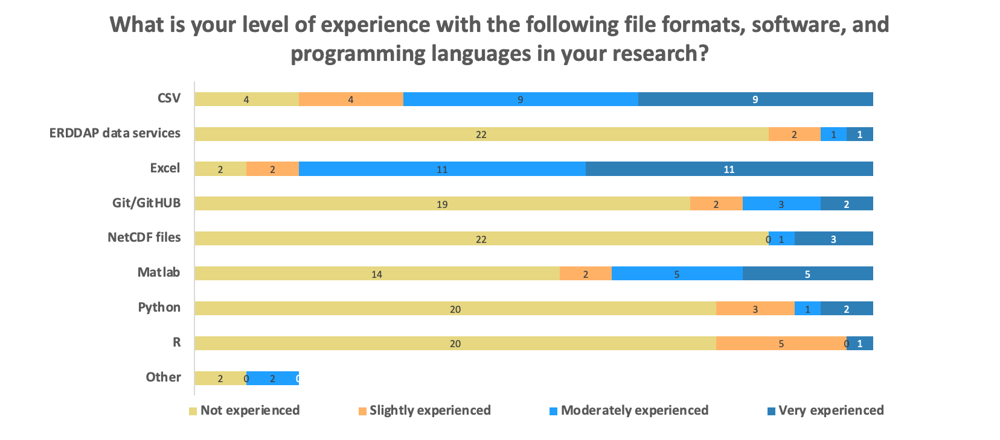 What is your level of experience with the following file formats, software, and
programming languages in your research?
CSV 4 4 9 9
ERDDAP data services 22 2 1 1
Excel 2 2 11 11
Git/GitHUB 19 2 3 2
NetCDF files 22 0 1 3
Matlab 14 2 5 5
Python 20 3 1 2
R 20 5 0 1
Other 2 0 2 0
Not experienced Slightly experienced Moderately experienced Very experienced